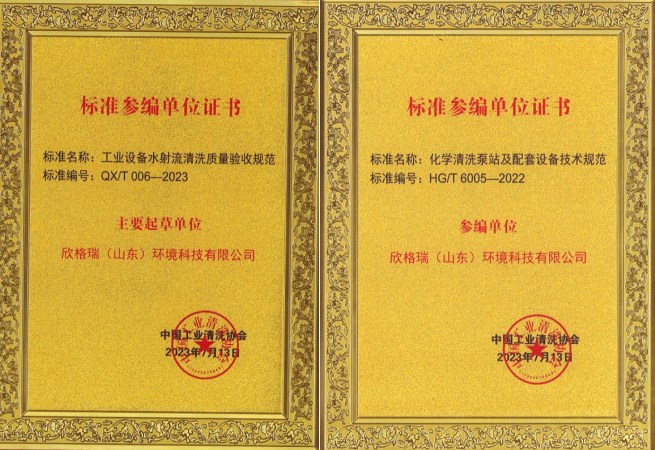 标准参编单位证书
标准名称：工业设备水射流清洗质量验收规范
标准编号：QX/T 006—2023
主要起草单位
欣格瑞（山东）环境科技有限公司
中国工业清洗协会
2023年7月13日
标准参编单位证书
标准名称：化学清洗泵站及配套设备技术规范
标准编号：HG/T 6005—2022
参编单位
欣格瑞（山东）环境科技有限公司
中国工业清洗协会
2023年7月13日